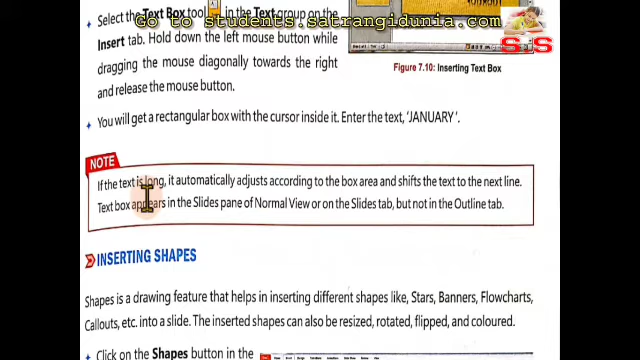 Go to students.satrangidunia.com
Select the Text Box tool in the Text group on the
Insert tab. Hold down the left mouse button while
dragging the mouse diagonally towards the right
and release the mouse button.
SJS
Figure 7.10: Inserting Text Box
You will get a rectangular box with the cursor inside it. Enter the text, 'JANUARY'.
NOTE
If the text is long, it automatically adjusts according to the box area and shifts the text to the next line.
Text box appears in the Slides pane of Normal View or on the Slides tab, but not in the Outline tab.
INSERTING SHAPES
Shapes is a drawing feature that helps in inserting different shapes like, Stars, Banners, Flowcharts,
Callouts, etc. into a slide. The inserted shapes can also be resized, rotated, flipped, and coloured.
Click on the Shapes button in the